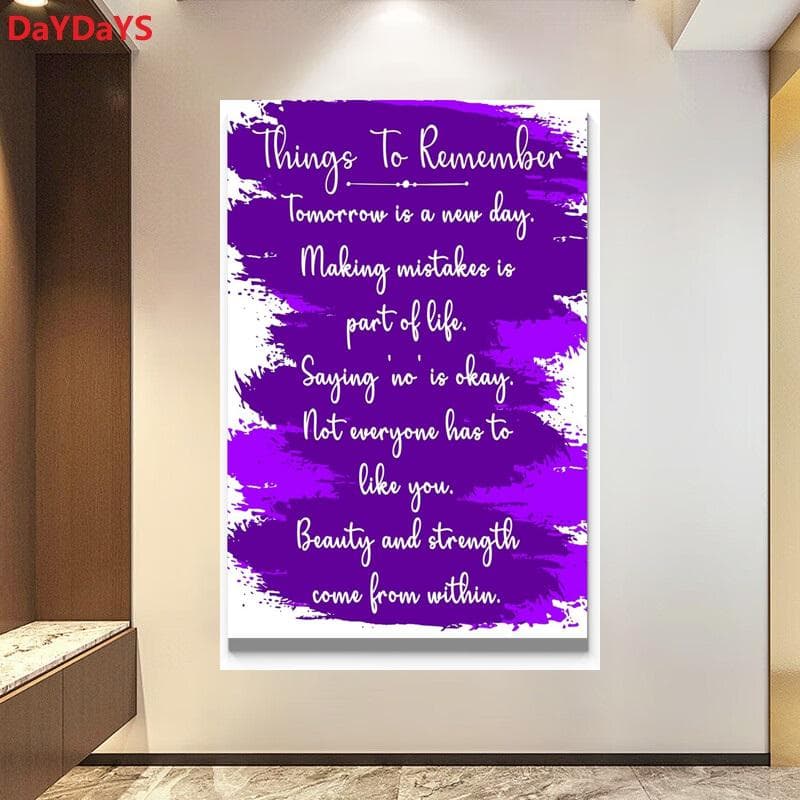 DaYDaYS
Things To Remember
Tomorrow is a new day.
Making mistakes is
part of life.
Saying 'no' is okay.
Not everyone has to
like you.
Beauty and strength
come from within.